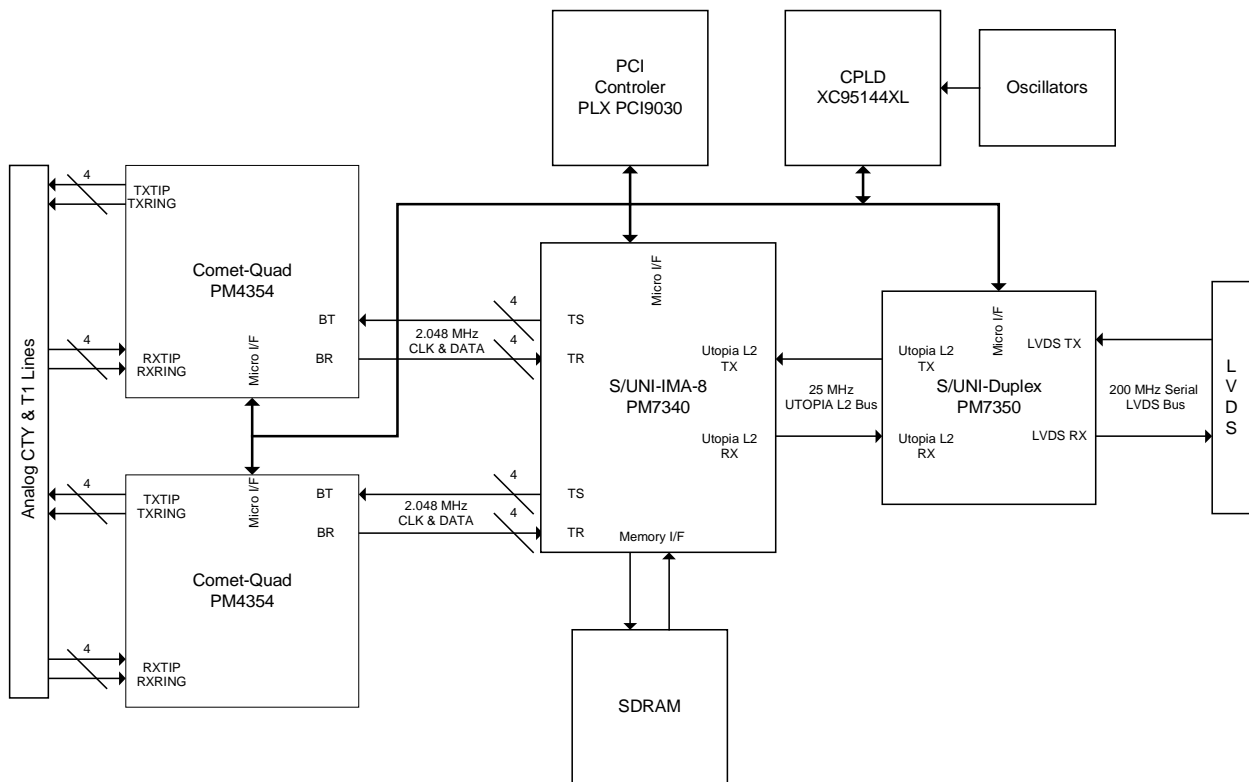 PCI
Controler
PLX PCI9030
CPLD
XC95144XL
Oscillators
Analog CTY & T1 Lines
4
TXTIP
TXRING
Comet-Quad
PM4354
BT
BR
Micro I/F
4
RXTIP
RXRING
4
2.048 MHz
CLK & DATA
4
Micro I/F
TS
TR
S/UNI-IMA-8
PM7340
Utopia L2
TX
Utopia L2
RX
TS
TR
Memory I/F
25 MHz
UTOPIA L2 Bus
Micro I/F
Utopia L2
TX
S/UNI-Duplex
PM7350
Utopia L2
RX
LVDS TX
LVDS RX
200 MHz Serial
LVDS Bus
L
V
D
S
4
TXTIP
TXRING
Micro I/F
BT
BR
Comet-Quad
PM4354
4
RXTIP
RXRING
4
2.048 MHz
CLK & DATA
4
SDRAM